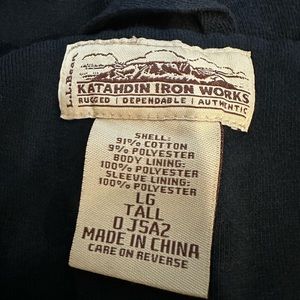 L.L.Bean
KATAHDIN IRON WORKS
RUGGED | DEPENDABLE | AUTHENTIC
SHELL:
91% COTTON
9% POLYESTER
BODY LINING:
100% POLYESTER
SLEEVE LINING:
100% POLYESTER
LG
TALL
0 J5A2
MADE IN CHINA
CARE ON REVERSE